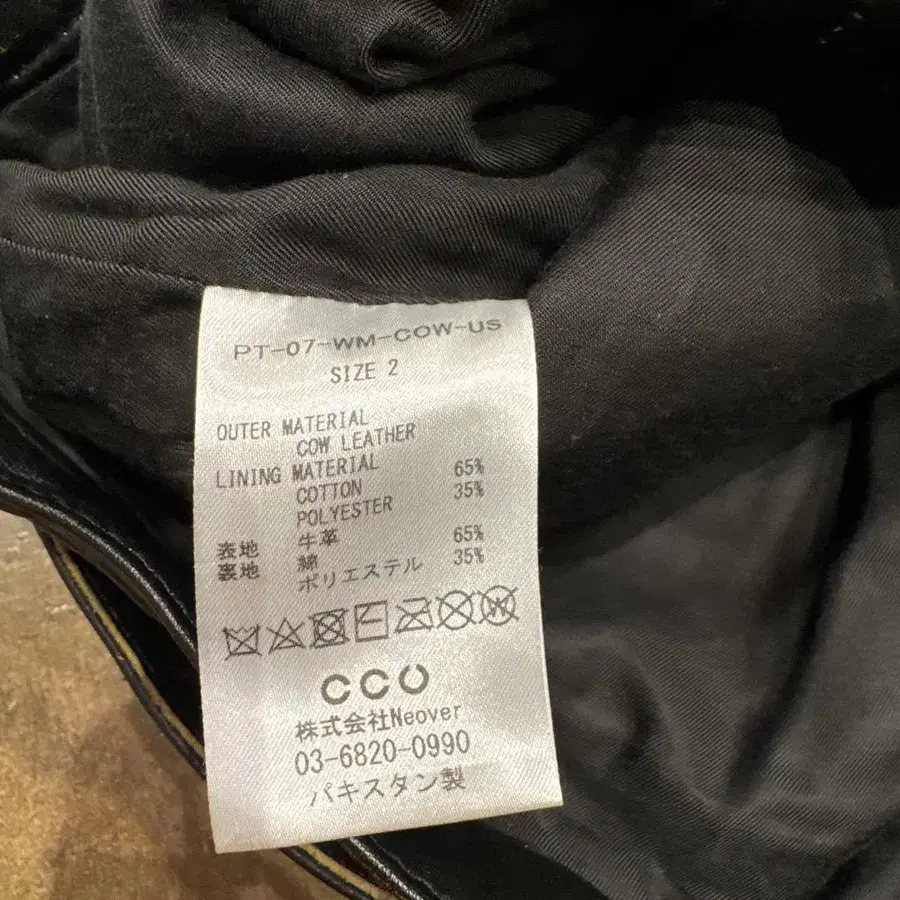 PT-07-WM-COW-US
SIZE 2
OUTER MATERIAL
COW LEATHER
LINING MATERIAL
COTTON 65%
POLYESTER 35%
表地 牛革
裏地 綿 65%
ポリエステル 35%
CCU
株式会社Neover
03-6820-0990
パキスタン製